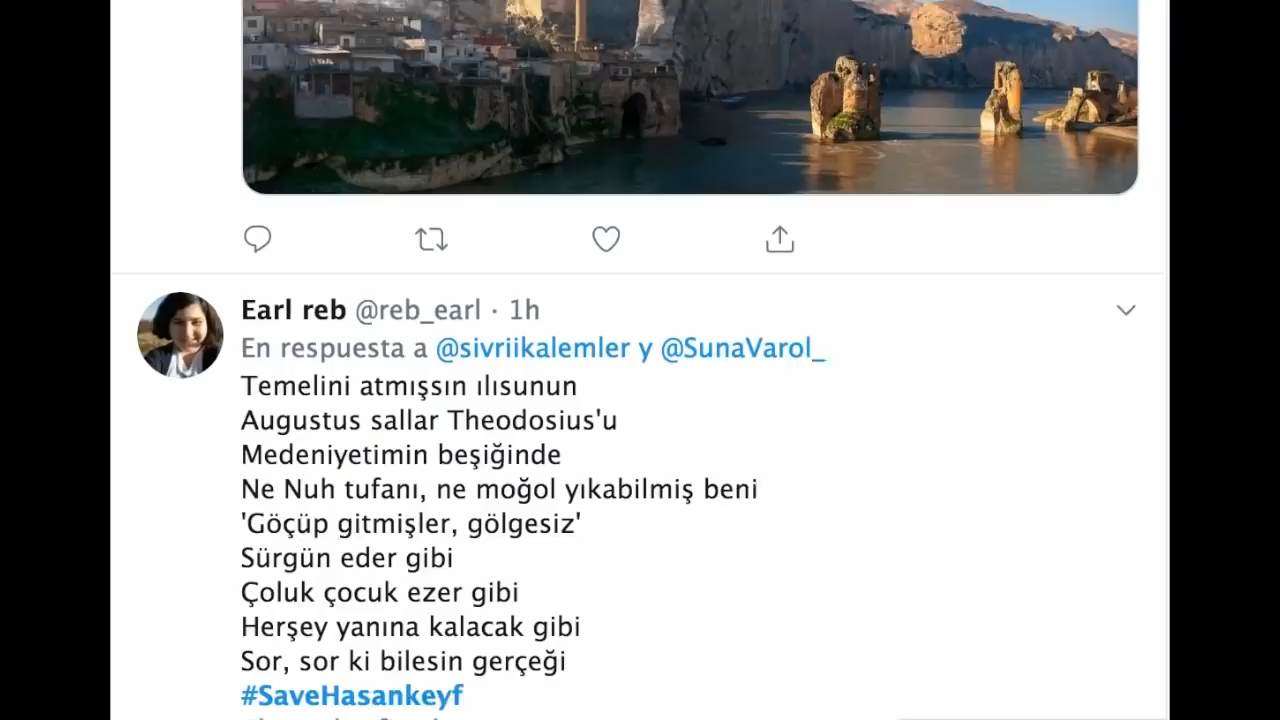 Earl reb @reb_earl · 1h
En respuesta a @sivriikalemler y @SunaVarol_
Temelini atmışsın ılısunun
Augustus sallar Theodosius'u
Medeniyetimin beşiğinde
Ne Nuh tufanı, ne moğol yıkabilmiş beni
'Göçüp gitmişler, gölgesiz'
Sürgün eder gibi
Çoluk çocuk ezer gibi
Herşey yanına kalacak gibi
Sor, sor ki bilesin gerçeği
#SaveHasankeyf